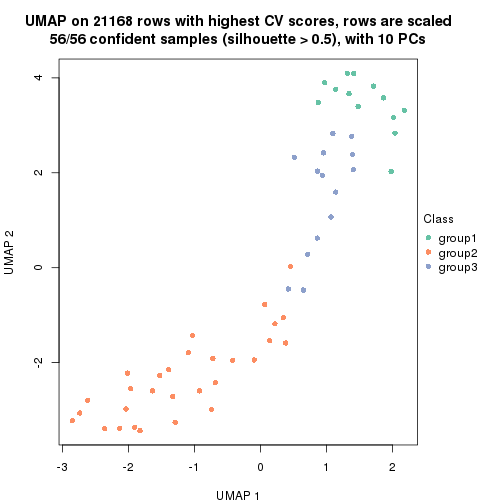 UMAP on 21168 rows with highest CV scores, rows are scaled
56/56 confident samples (silhouette > 0.5), with 10 PCs
4
2
0
-2
UMAP 2
-3
-2
-1
0
1
2
UMAP 1
Class
group1
group2
group3